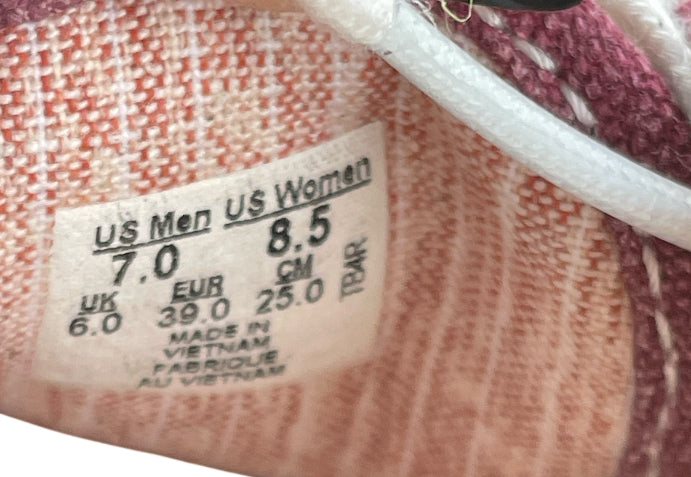 US Men US Women
7.0 8.5
UK EUR CM
6.0 39.0 25.0
TBAR
MADE IN
VIETNAM
FABRIQUE
AU VIETNAM